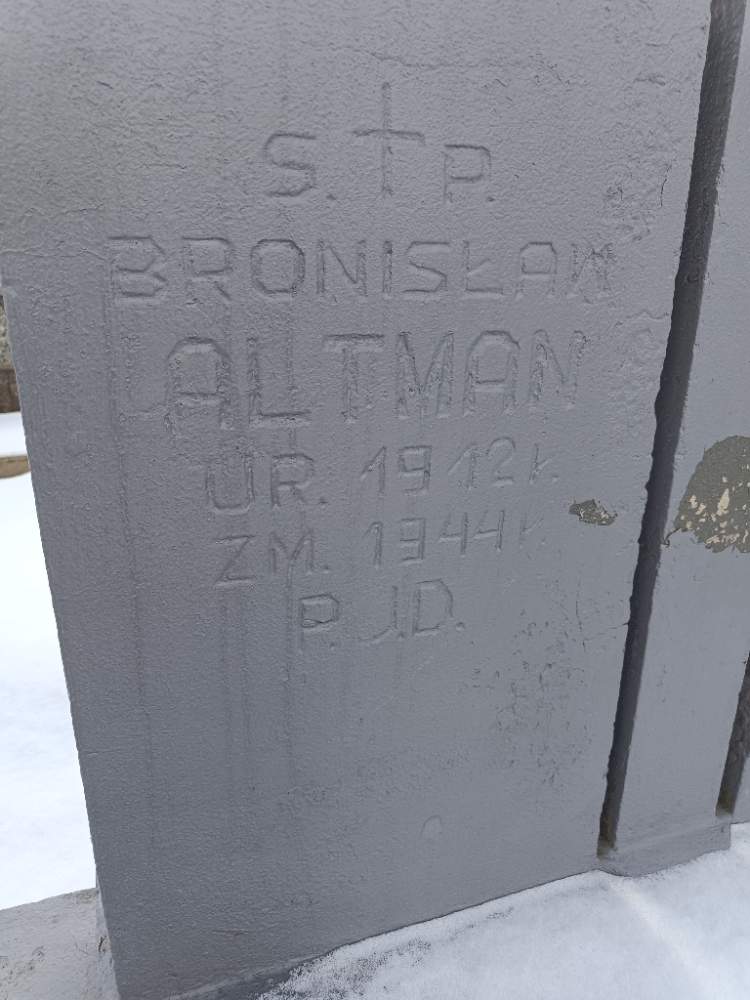 S.†P.
BRONISŁAW
ALTMAN
UR. 1912 r.
ZM. 1944 r.
P. J.D.